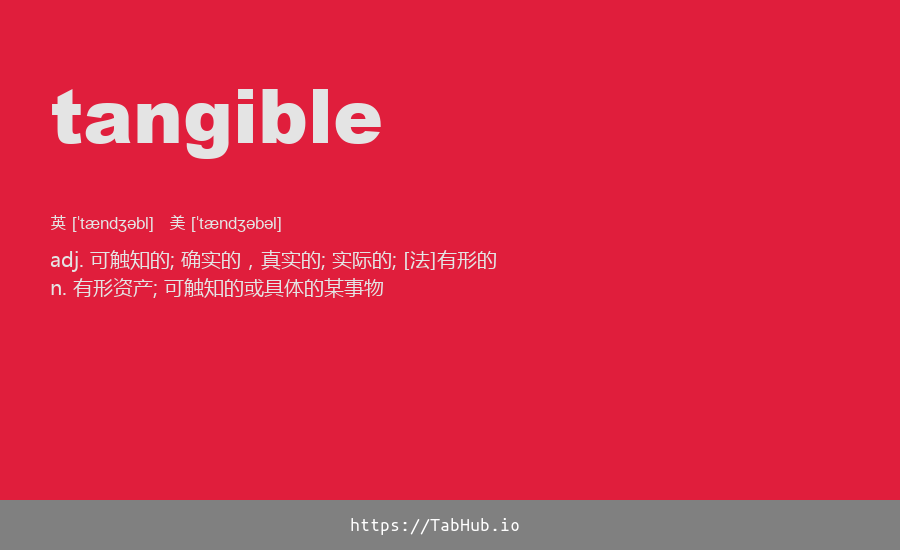 tangible
英 [ˈtændʒəbl] 美 [ˈtændʒəbəl]
adj. 可触知的; 确实的，真实的; 实际的; [法]有形的
n. 有形资产; 可触知的或具体的某事物
https://TabHub.io